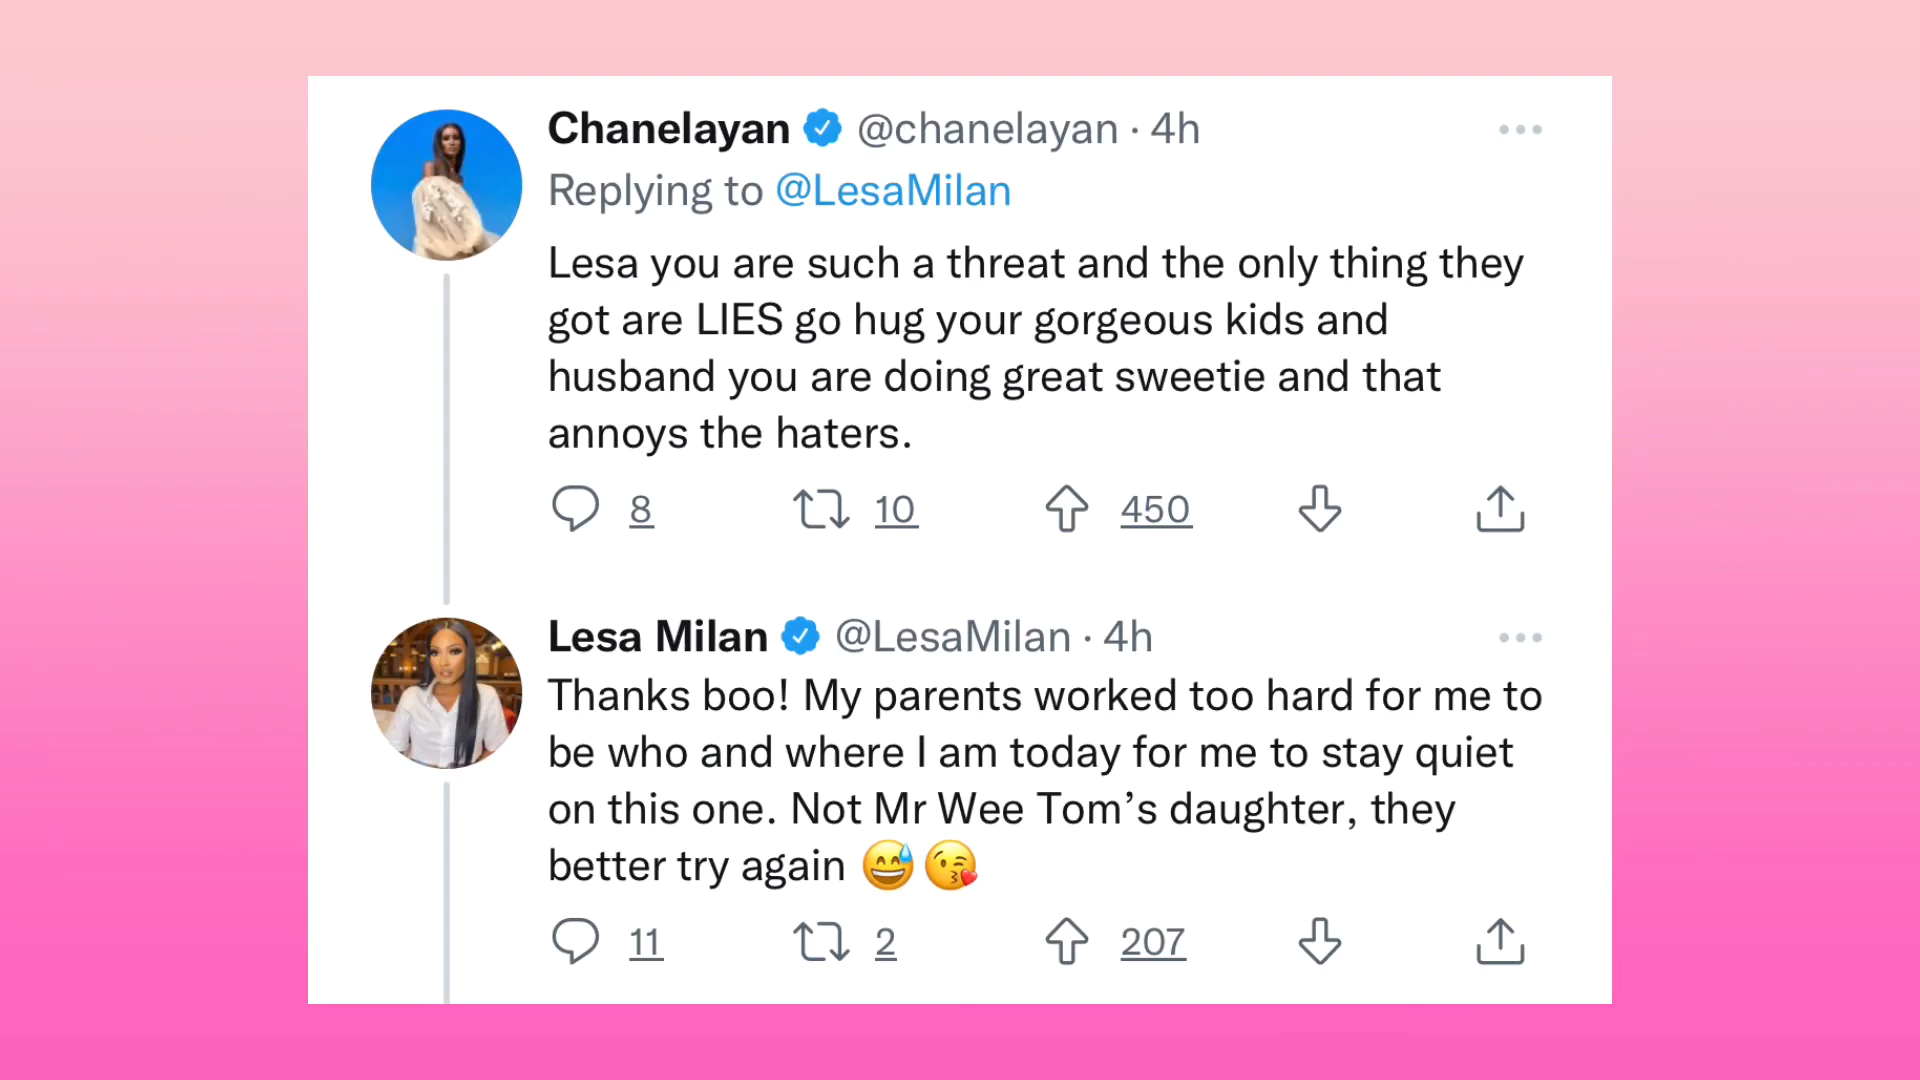 Chanelayan @chanelayan · 4h
Replying to @LesaMilan
Lesa you are such a threat and the only thing they
got are LIES go hug your gorgeous kids and
husband you are doing great sweetie and that
annoys the haters.
8 10 450
Lesa Milan @LesaMilan · 4h
Thanks boo! My parents worked too hard for me to
be who and where I am today for me to stay quiet
on this one. Not Mr Wee Tom’s daughter, they
better try again 😅😘
11 2 207